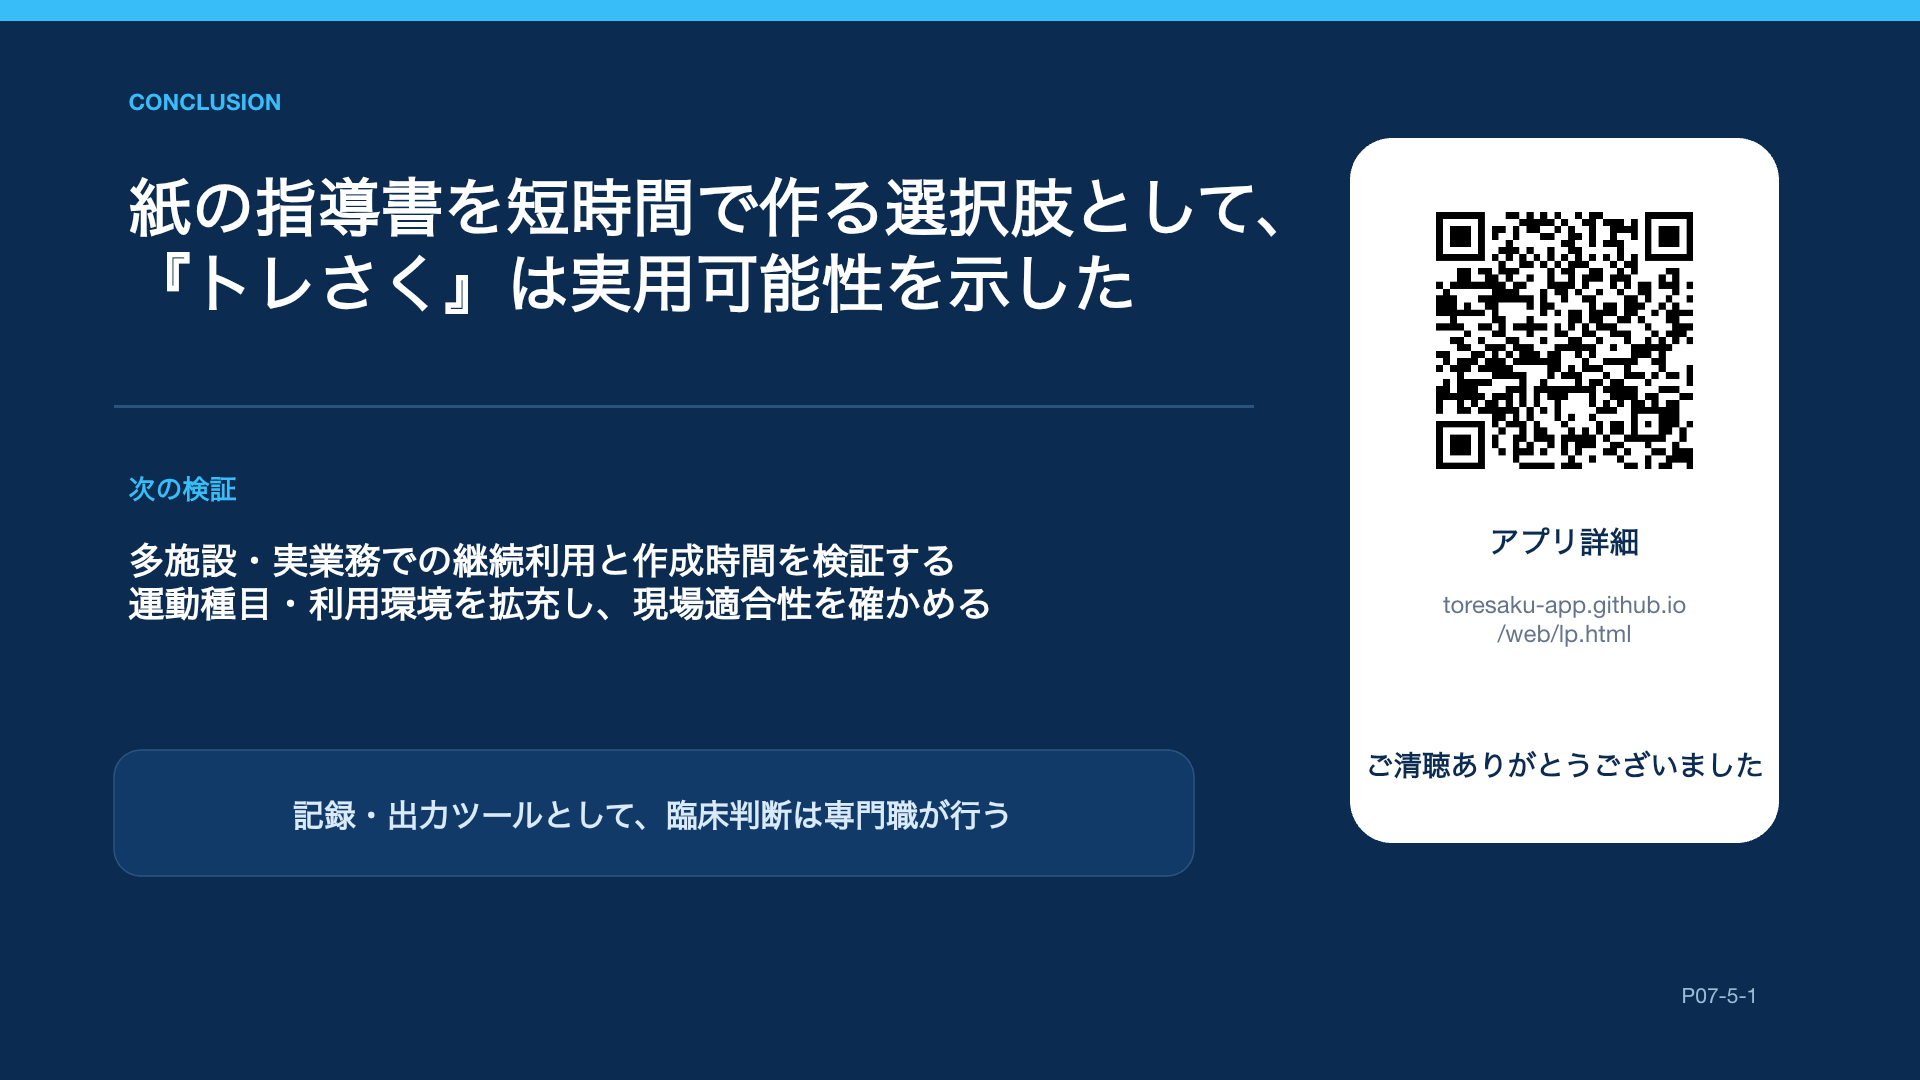 CONCLUSION
紙の指導書を短時間で作る選択肢として、
『トレさく』は実用可能性を示した
次の検証
多施設・実業務での継続利用と作成時間を検証する
運動種目・利用環境を拡充し、現場適合性を確かめる
記録・出力ツールとして、臨床判断は専門職が行う
アプリ詳細
toresaku-app.github.io
/web/lp.html
ご清聴ありがとうございました
P07-5-1